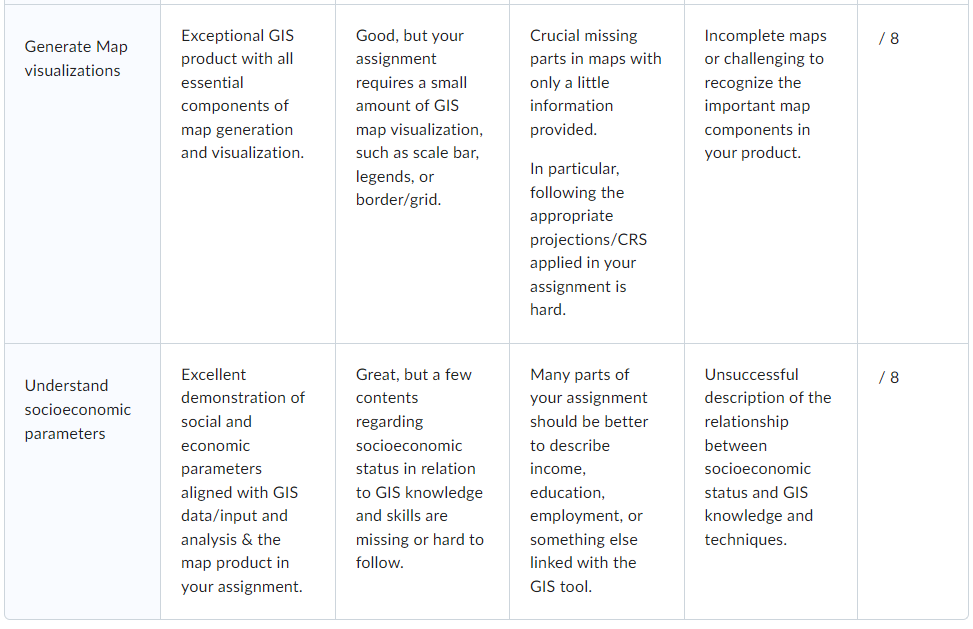 Generate Map
visualizations
Exceptional GIS
product with all
essential
components of
map generation
and visualization.
Good, but your
assignment
requires a small
amount of GIS
map visualization,
such as scale bar,
legends, or
border/grid.
Crucial missing
parts in maps with
only a little
information
provided.
In particular,
following the
appropriate
projections/CRS
applied in your
assignment is
hard.
Incomplete maps
or challenging to
recognize the
important map
components in
your product.
/ 8
Understand
socioeconomic
parameters
Excellent
demonstration of
social and
economic
parameters
aligned with GIS
data/input and
analysis & the
map product in
your assignment.
Great, but a few
contents
regarding
socioeconomic
status in relation
to GIS knowledge
and skills are
missing or hard to
follow.
Many parts of
your assignment
should be better
to describe
income,
education,
employment, or
something else
linked with the
GIS tool.
Unsuccessful
description of the
relationship
between
socioeconomic
status and GIS
knowledge and
techniques.
/ 8